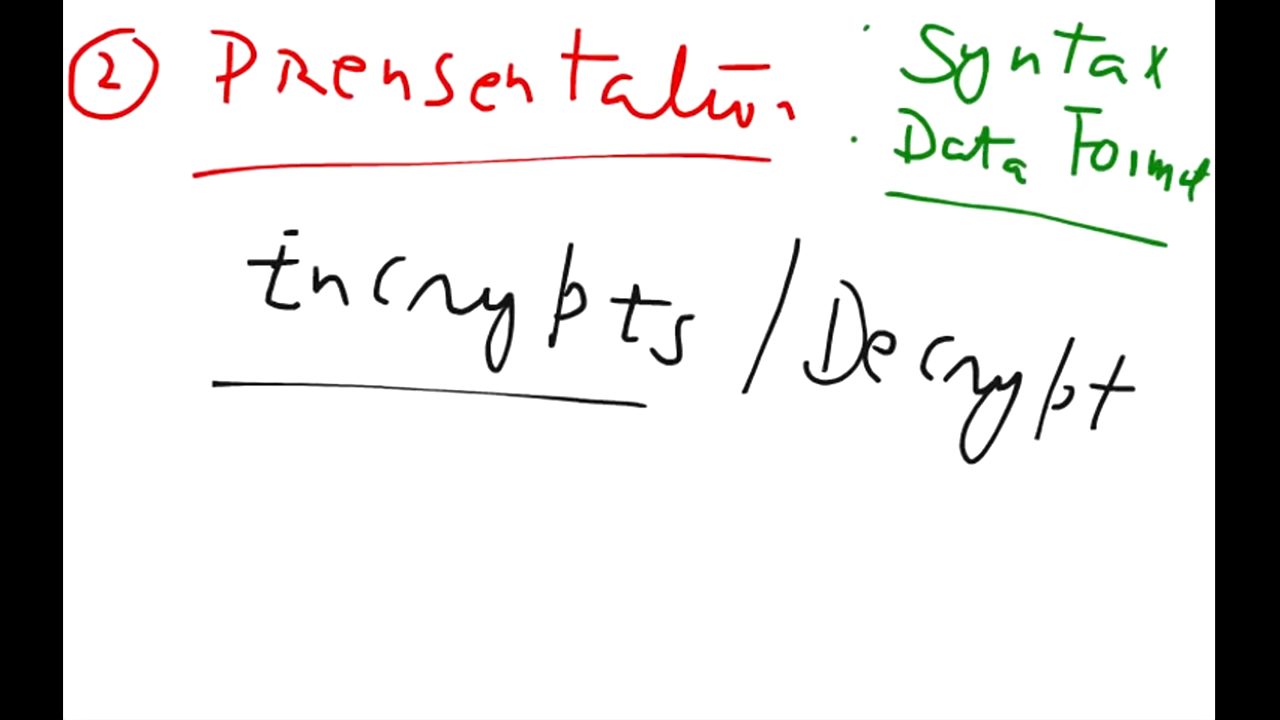 ② Prensentation
· Syntax
· Data Format
Encrypts / Decrypt